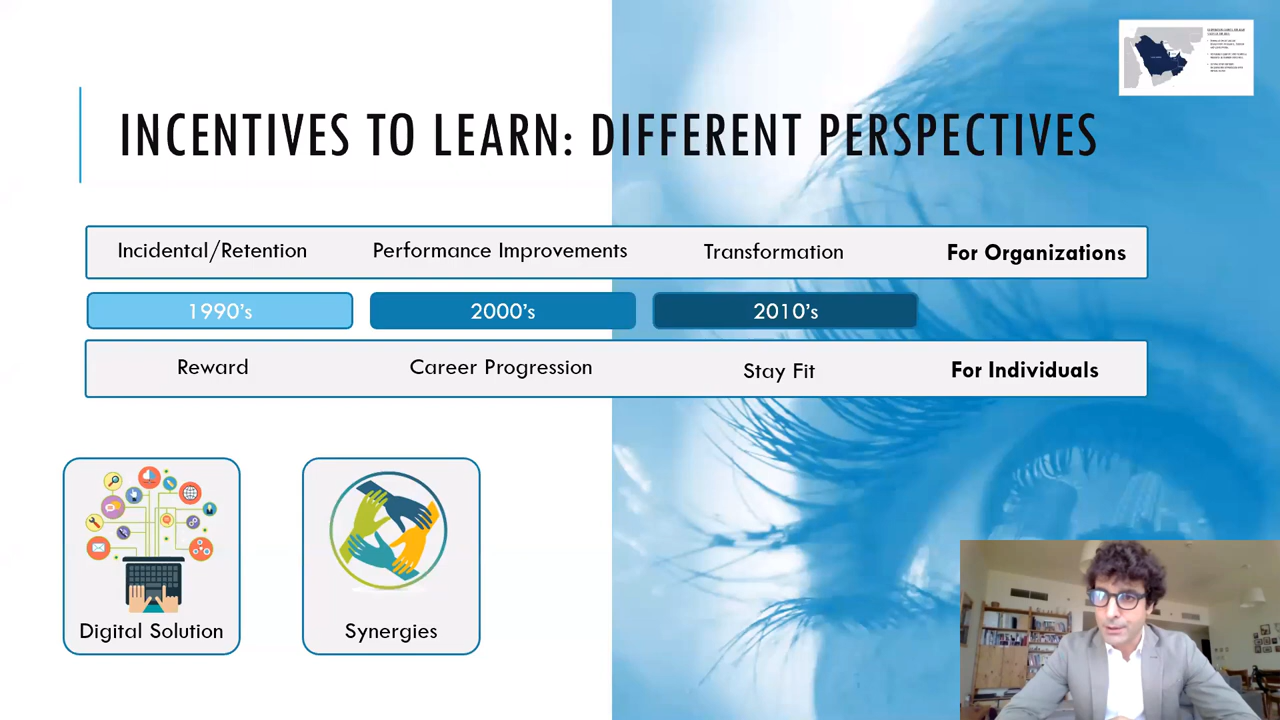 INCENTIVES TO LEARN: DIFFERENT PERSPECTIVES
Incidental/Retention Performance Improvements Transformation For Organizations
1990's 2000's 2010's
Reward Career Progression Stay Fit For Individuals
Digital Solution Synergies